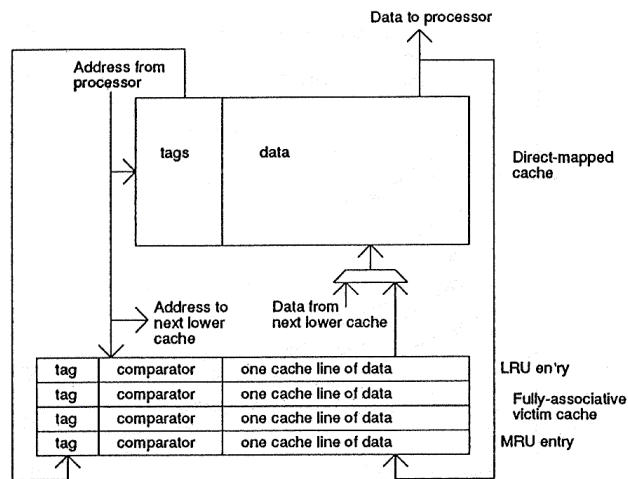 Data to processor
Address from
processor
tags
data
Direct-mapped
cache
Address to
next lower
cache
Data from
next lower cache
tag comparator one cache line of data LRU en'ry
tag comparator one cache line of data
Fully-associative
victim cache
tag comparator one cache line of data
tag comparator one cache line of data MRU entry